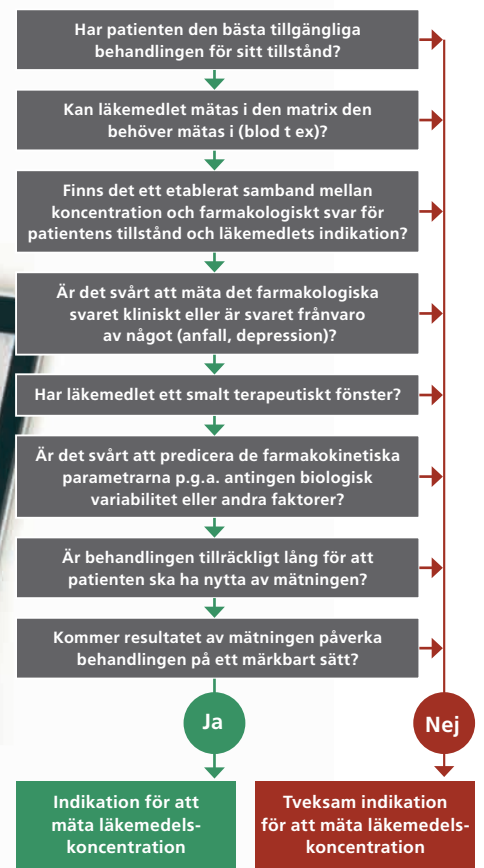 Har patienten den bästa tillgängliga
behandlingen för sitt tillstånd?
Kan läkemedlet mätas i den matrix den
behöver mätas i (blod t ex)?
Finns det ett etablerat samband mellan
koncentration och farmakologiskt svar för
patientens tillstånd och läkemedlets indikation?
Är det svårt att mäta det farmakologiska
svaret kliniskt eller är svaret frånvaro
av något (anfall, depression)?
Har läkemedlet ett smalt terapeutiskt fönster?
Är det svårt att predicera de farmakokinetiska
parametrarna p.g.a. antingen biologisk
variabilitet eller andra faktorer?
Är behandlingen tillräckligt lång för att
patienten ska ha nytta av mätningen?
Kommer resultatet av mätningen påverka
behandlingen på ett märkbart sätt?
Ja
Nej
Indikation för att
mäta läkemedels-
koncentration
Tveksam indikation
för att mäta läkemedels-
koncentration